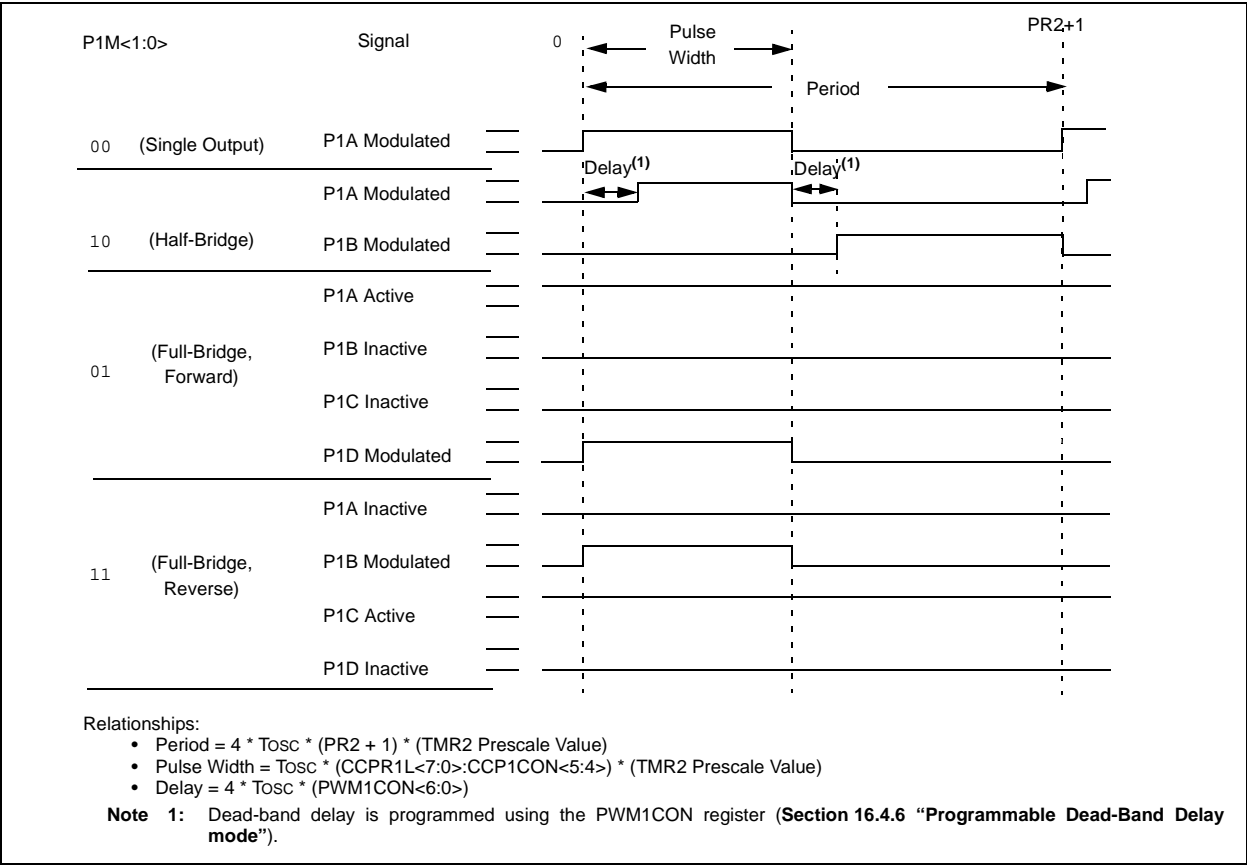 P1M<1:0> Signal 0 Pulse Width PR2+1
Period
00 (Single Output) P1A Modulated
Delay(1) Delay(1)
P1A Modulated
10 (Half-Bridge) P1B Modulated
P1A Active
01 (Full-Bridge, Forward) P1B Inactive
P1C Inactive
P1D Modulated
P1A Inactive
11 (Full-Bridge, Reverse) P1B Modulated
P1C Active
P1D Inactive
Relationships:
• Period = 4 * TOSC * (PR2 + 1) * (TMR2 Prescale Value)
• Pulse Width = TOSC * (CCPR1L<7:0>:CCP1CON<5:4>) * (TMR2 Prescale Value)
• Delay = 4 * TOSC * (PWM1CON<6:0>)
Note 1: Dead-band delay is programmed using the PWM1CON register (Section 16.4.6 “Programmable Dead-Band Delay
mode”).